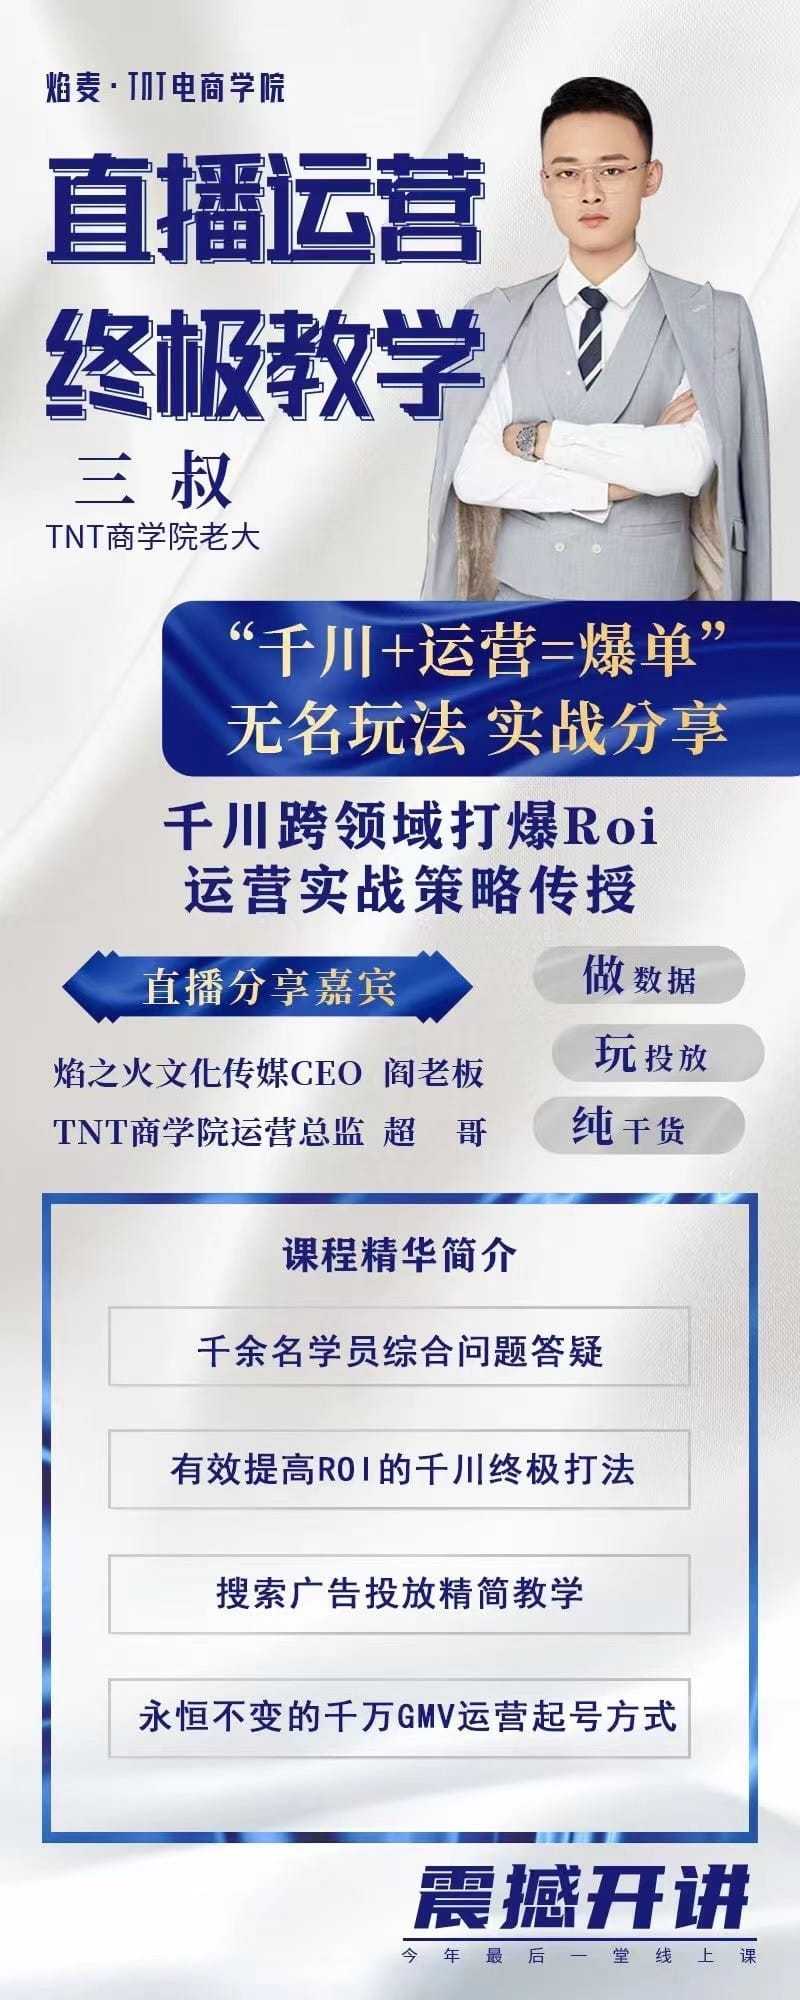 焰麦·TNT电商学院
直播运营
终极教学
三 叔
TNT商学院老大
“千川+运营=爆单”
无名玩法 实战分享
千川跨领域打爆Roi
运营实战策略传授
直播分享嘉宾
焰之火文化传媒CEO 阎老板
TNT商学院运营总监 超 哥
做数据
玩投放
纯干货
课程精华简介
千余名学员综合问题答疑
有效提高ROI的千川终极打法
搜索广告投放精简教学
永恒不变的千万GMV运营起号方式
震撼开讲
今年最后一堂线上课